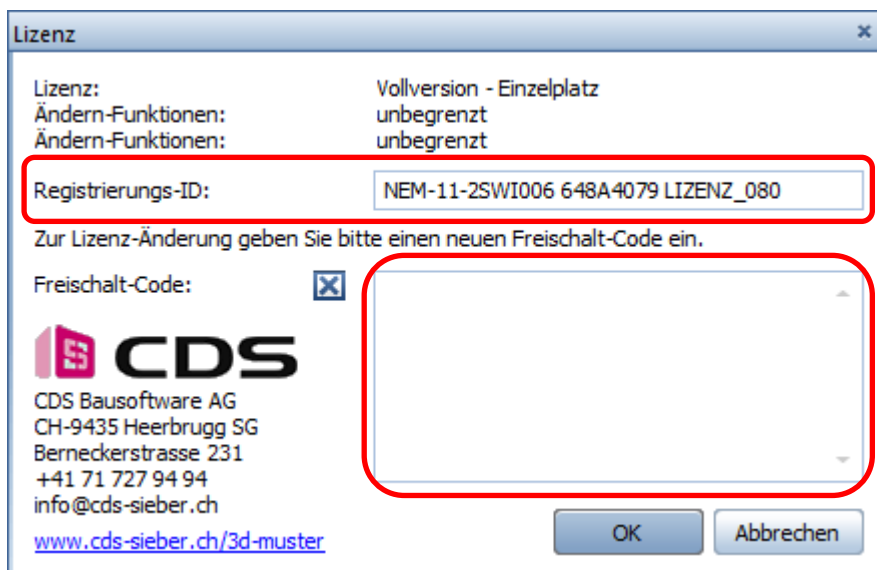 Lizenz
Lizenz: Vollversion - Einzelplatz
Ändern-Funktionen: unbegrenzt
Ändern-Funktionen: unbegrenzt
Registrierungs-ID: NEM-11-2SWI006 648A4079 LIZENZ_080
Zur Lizenz-Änderung geben Sie bitte einen neuen Freischalt-Code ein.
Freischalt-Code:
CDS
CDS Bausoftware AG
CH-9435 Heerbrugg SG
Berneckerstrasse 231
+41 71 727 94 94
info@cds-sieber.ch
www.cds-sieber.ch/3d-muster
OK Abbrechen